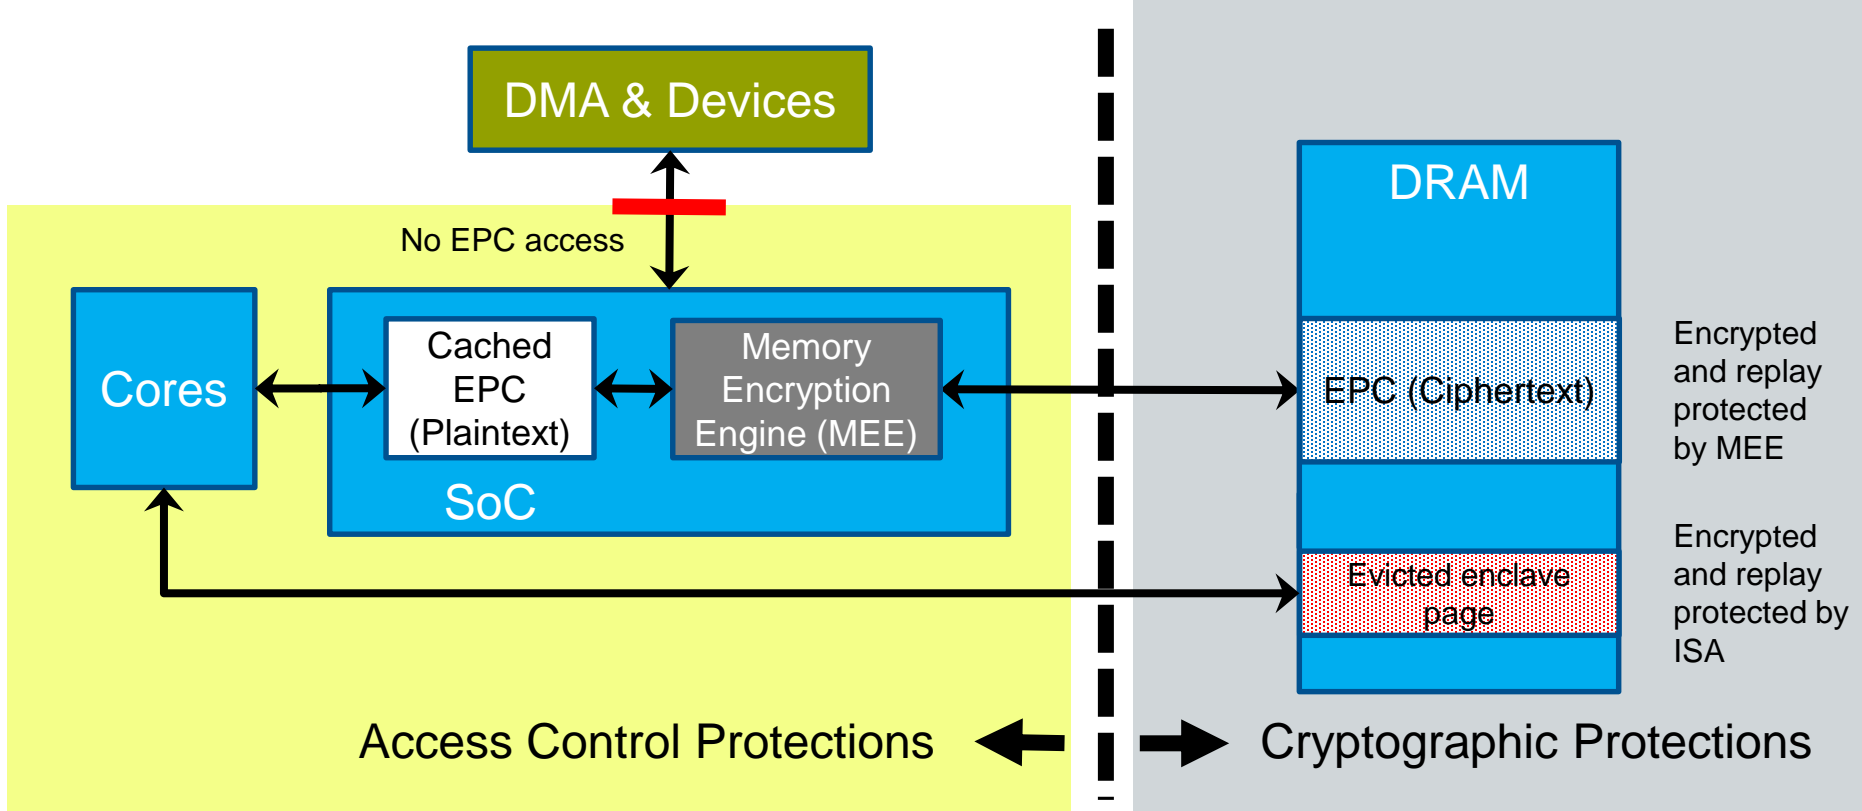 DMA & Devices
No EPC access
Cores
Cached
EPC
(Plaintext)
Memory
Encryption
Engine (MEE)
SoC
DRAM
EPC (Ciphertext)
Encrypted
and replay
protected
by MEE
Evicted enclave
page
Encrypted
and replay
protected by
ISA
Access Control Protections
Cryptographic Protections